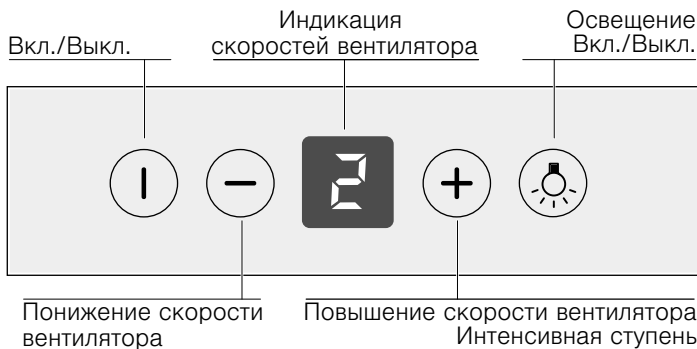 Индикация
скоростей вентилятора
Освещение
Вкл./Выкл.
Вкл./Выкл.
2
Понижение скорости
вентилятора
Повышение скорости вентилятора
Интенсивная ступень